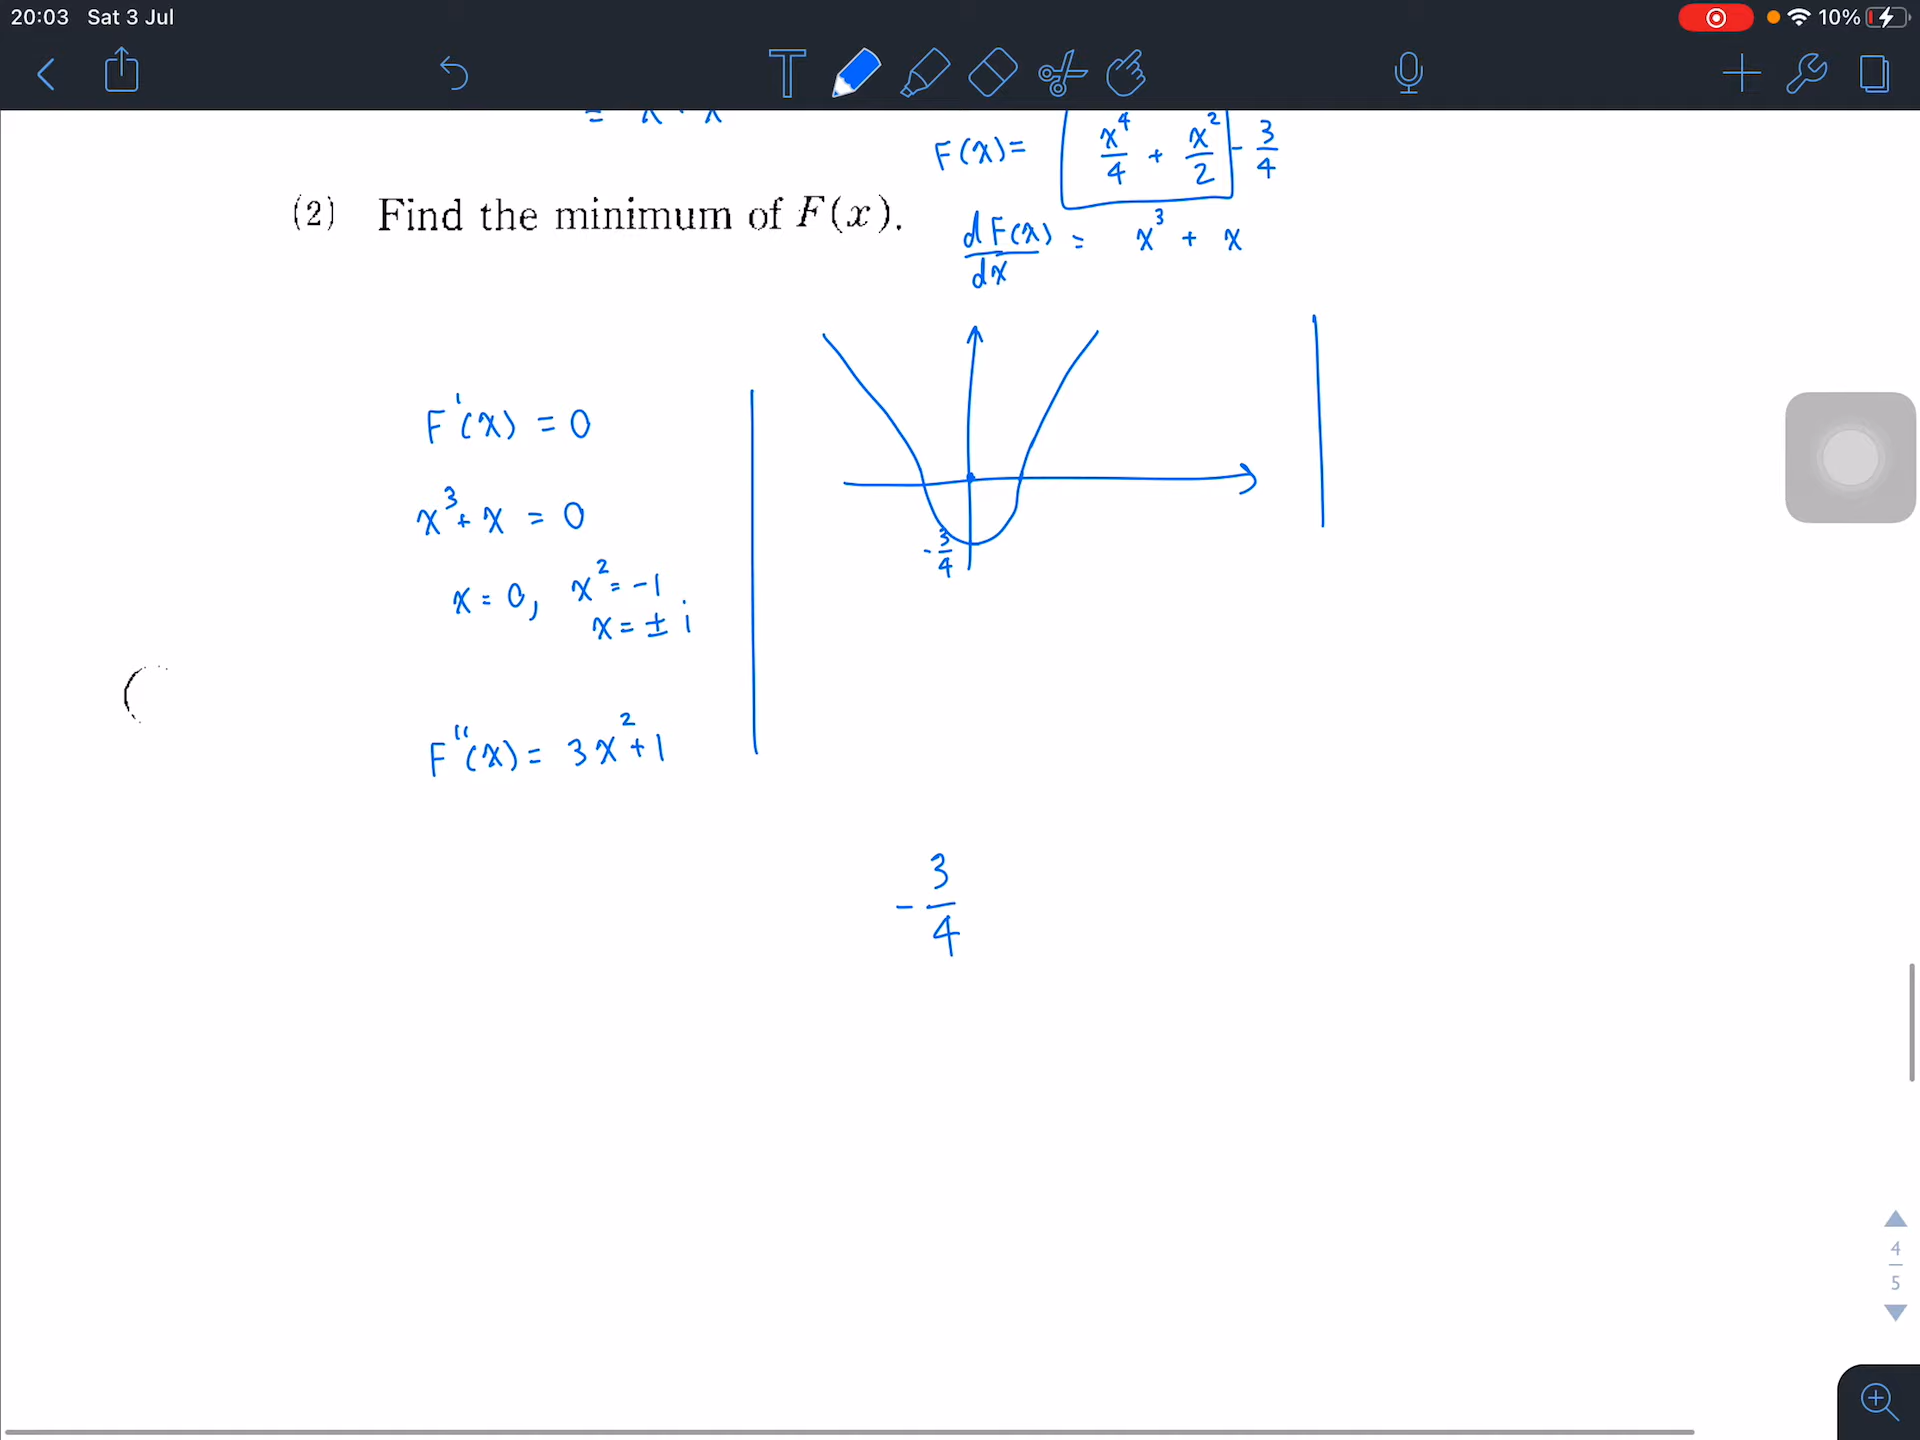 20:03 Sat 3 Jul 10%
T
F(x) = x⁴/4 + x²/2 - 3/4
(2) Find the minimum of F(x).
dF(x)/dx = x³ + x
F'(x) = 0
x³ + x = 0
-3/4
x = 0, x² = -1
x = ± i
F"(x) = 3x² + 1
-3/4
4
5